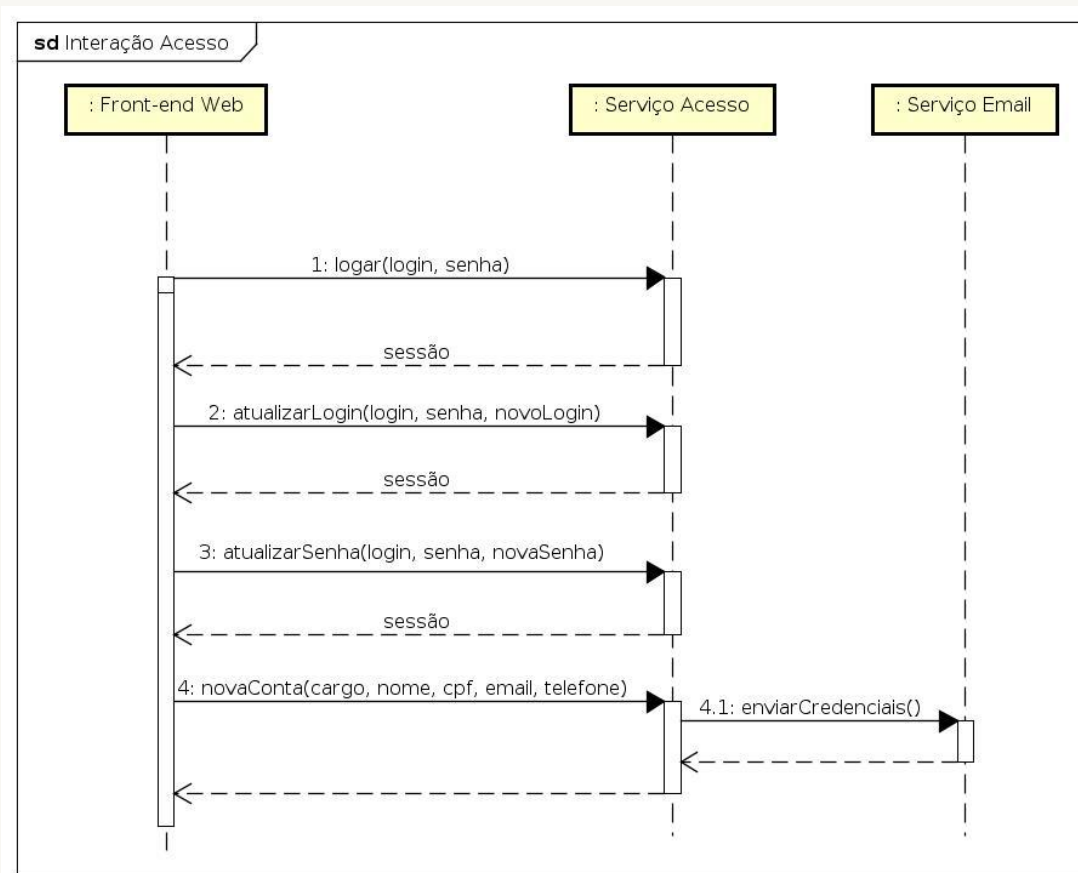 sd Interação Acesso
: Front-end Web
: Serviço Acesso
: Serviço Email
1: logar(login, senha)
sessão
2: atualizarLogin(login, senha, novoLogin)
sessão
3: atualizarSenha(login, senha, novaSenha)
sessão
4: novaConta(cargo, nome, cpf, email, telefone)
4.1: enviarCredenciais()